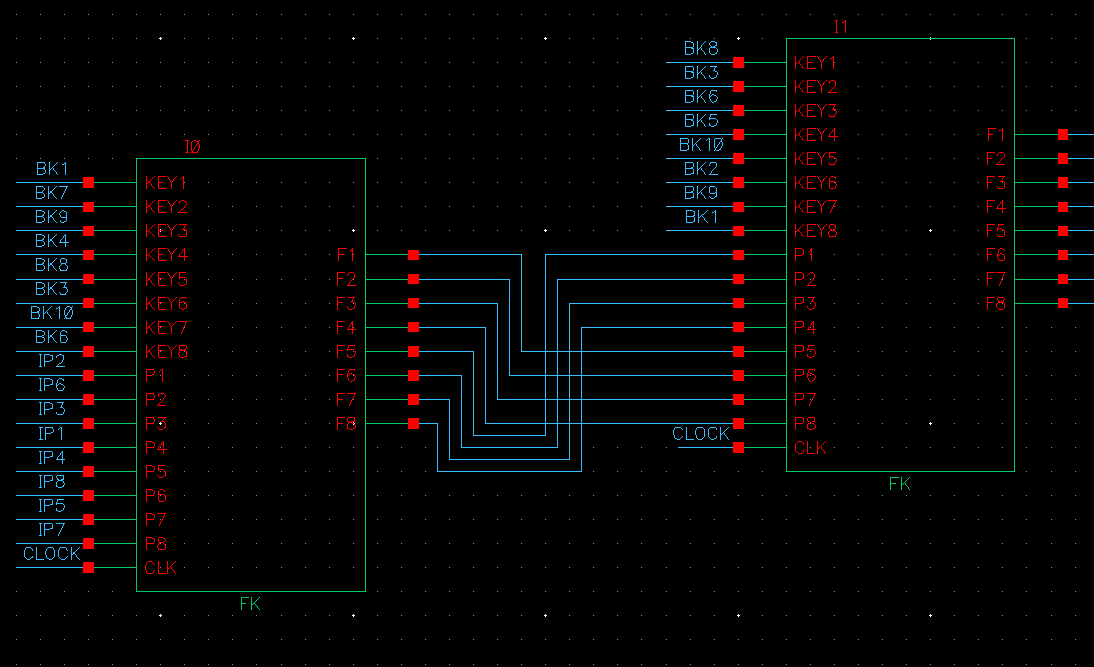 I1
BK8
KEY1
BK3
KEY2
BK6
KEY3
BK5
KEY4
F1
BK10
KEY5
F2
BK2
KEY6
F3
BK9
KEY7
F4
BK1
KEY8
F5
P1
F6
P2
F7
P3
F8
P4
P5
P6
P7
P8
CLOCK
CLK
FK
I0
BK1
KEY1
BK7
KEY2
BK9
KEY3
BK4
KEY4
F1
BK8
KEY5
F2
BK3
KEY6
F3
BK10
KEY7
F4
BK6
KEY8
F5
IP2
P1
F6
IP6
P2
F7
IP3
P3
F8
IP1
P4
IP4
P5
IP8
P6
IP5
P7
IP7
P8
CLOCK
CLK
FK